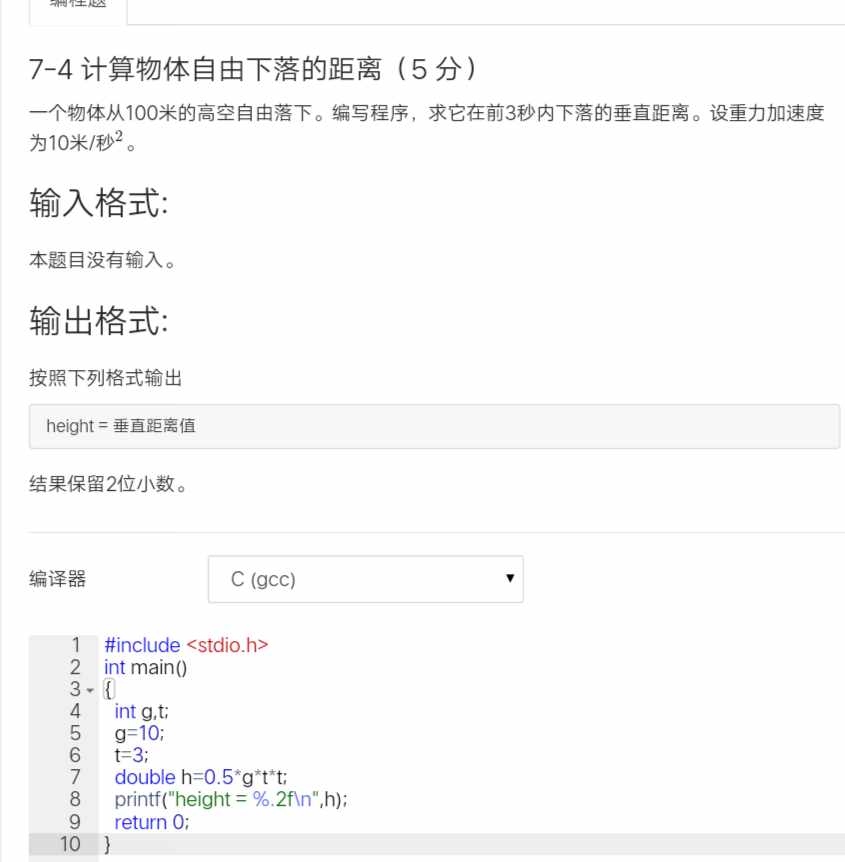 编程题
7-4 计算物体自由下落的距离（5 分）
一个物体从100米的高空自由落下。编写程序，求它在前3秒内下落的垂直距离。设重力加速度
为10米/秒²。
输入格式:
本题目没有输入。
输出格式:
按照下列格式输出
height = 垂直距离值
结果保留2位小数。
编译器
C (gcc)
1 #include <stdio.h>
2 int main()
3 {
4 int g,t;
5 g=10;
6 t=3;
7 double h=0.5*g*t*t;
8 printf("height = %.2f\n",h);
9 return 0;
10 }